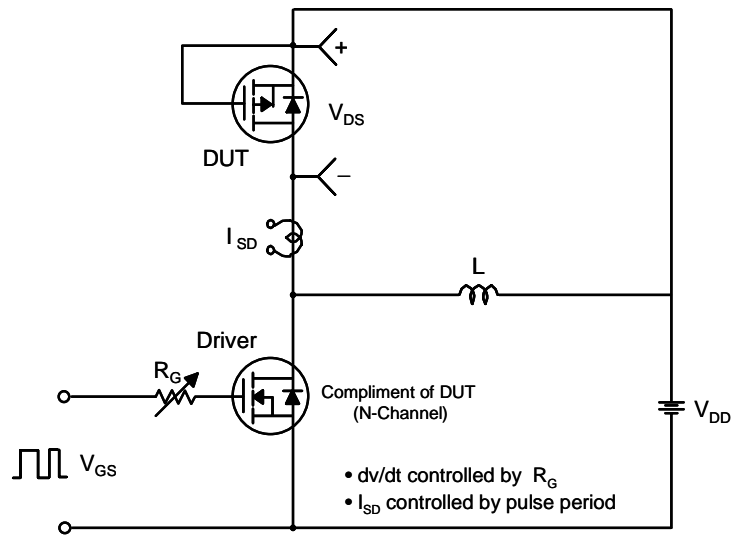 +
V_DS
DUT
−
I_SD
L
Driver
R_G
Compliment of DUT
(N-Channel)
V_DD
V_GS
• dv/dt controlled by R_G
• I_SD controlled by pulse period